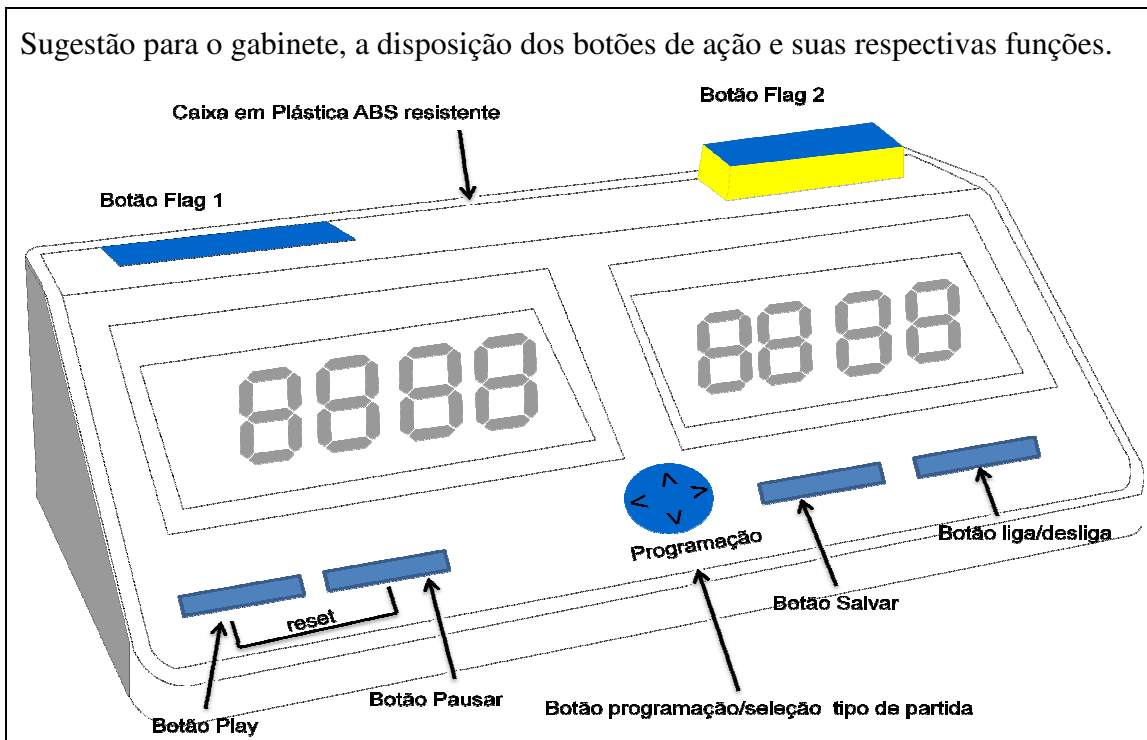 Sugestão para o gabinete, a disposição dos botões de ação e suas respectivas funções.
Botão Flag 2
Caixa em Plástica ABS resistente
Botão Flag 1
8888
8888
< ^ v >
Programação
Botão liga/desliga
reset
Botão Salvar
Botão Pausar
Botão programação/seleção tipo de partida
Botão Play